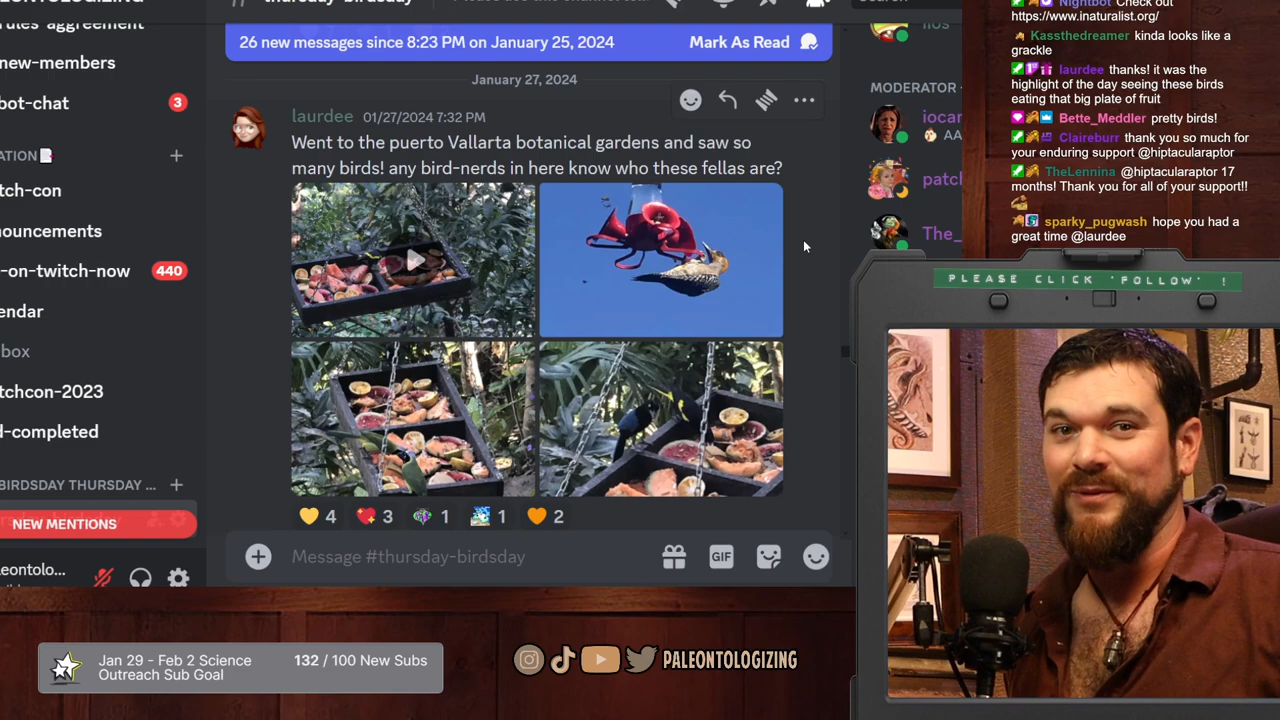 26 new messages since 8:23 PM on January 25, 2024
Mark As Read
January 27, 2024
new-members
bot-chat
3
tch-con
ouncements
-on-twitch-now
440
endar
box
tchcon-2023
d-completed
BIRDSDAY THURSDAY ...
NEW MENTIONS
leontolo...
laurdee 01/27/2024 7:32 PM
Went to the puerto Vallarta botanical gardens and saw so
many birds! any bird-nerds in here know who these fellas are?
4
3
1
1
2
Message #thursday-birdsday
GIF
MODERATOR -
iocar
AA
patch
The_
Nightbot Check out
https://www.inaturalist.org/
Kassthedreamer kinda looks like a
grackle
laurdee thanks! it was the
highlight of the day seeing these birds
eating that big plate of fruit
Bette_Meddler pretty birds!
Claireburr thank you so much for
your enduring support @hiptacularaptor
TheLennina @hiptacularaptor 17
months! Thank you for all of your support!!
sparky_pugwash hope you had a
great time @laurdee
PLEASE CLICK 'FOLLOW' !
Jan 29 - Feb 2 Science
Outreach Sub Goal
132 / 100 New Subs
PALEONTOLOGIZING